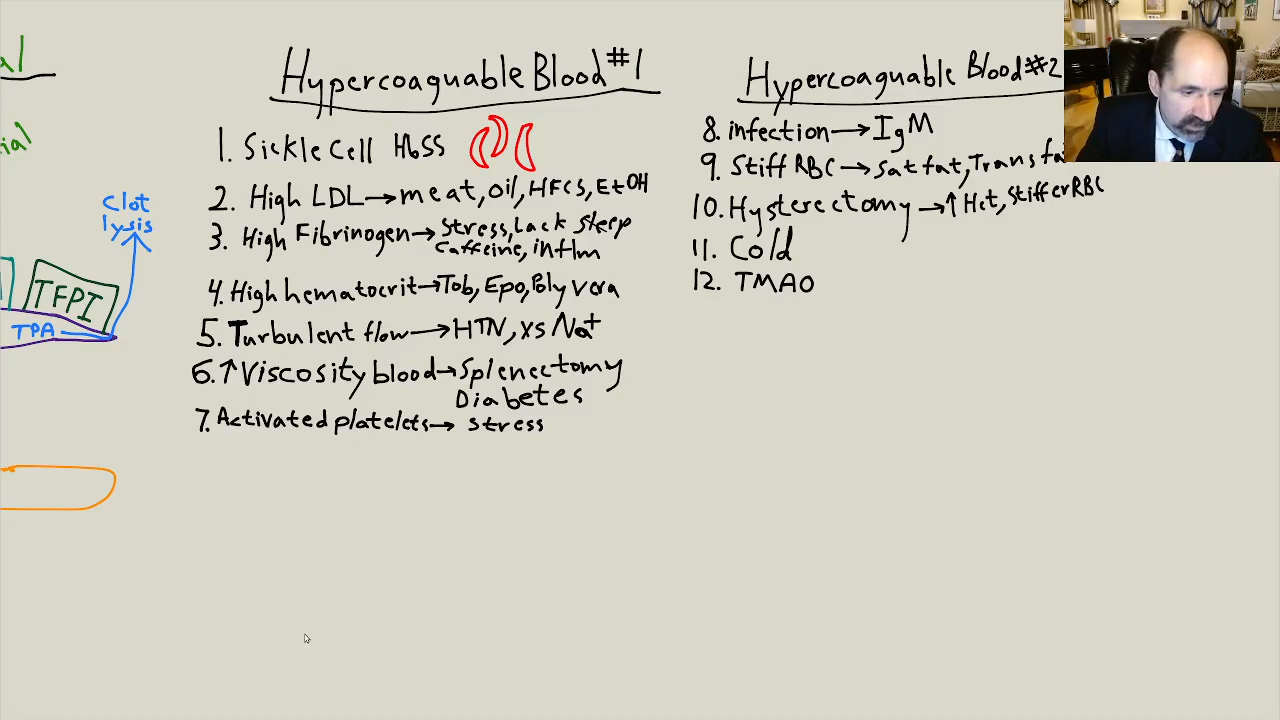 al
ial
Clot
lysis
TFPI
TPA
Hypercoaguable Blood #1
1. Sickle Cell HbSS
2. High LDL→meat, oil, HFCS, EtOH
3. High Fibrinogen→Stress, Lack sleep
Caffeine, inflm
4. High hematocrit→Tob, Epo, Poly vera
5. Turbulent flow→HTN, xs Na+
6. ↑Viscosity blood→Splenectomy
Diabetes
7. Activated platelets→ stress
Hypercoaguable Blood #2
8. infection→IgM
9. Stiff RBC→Sat fat, Trans fa
10. Hysterectomy→↑Hct, Stiffer RBC
11. Cold
12. TMAO